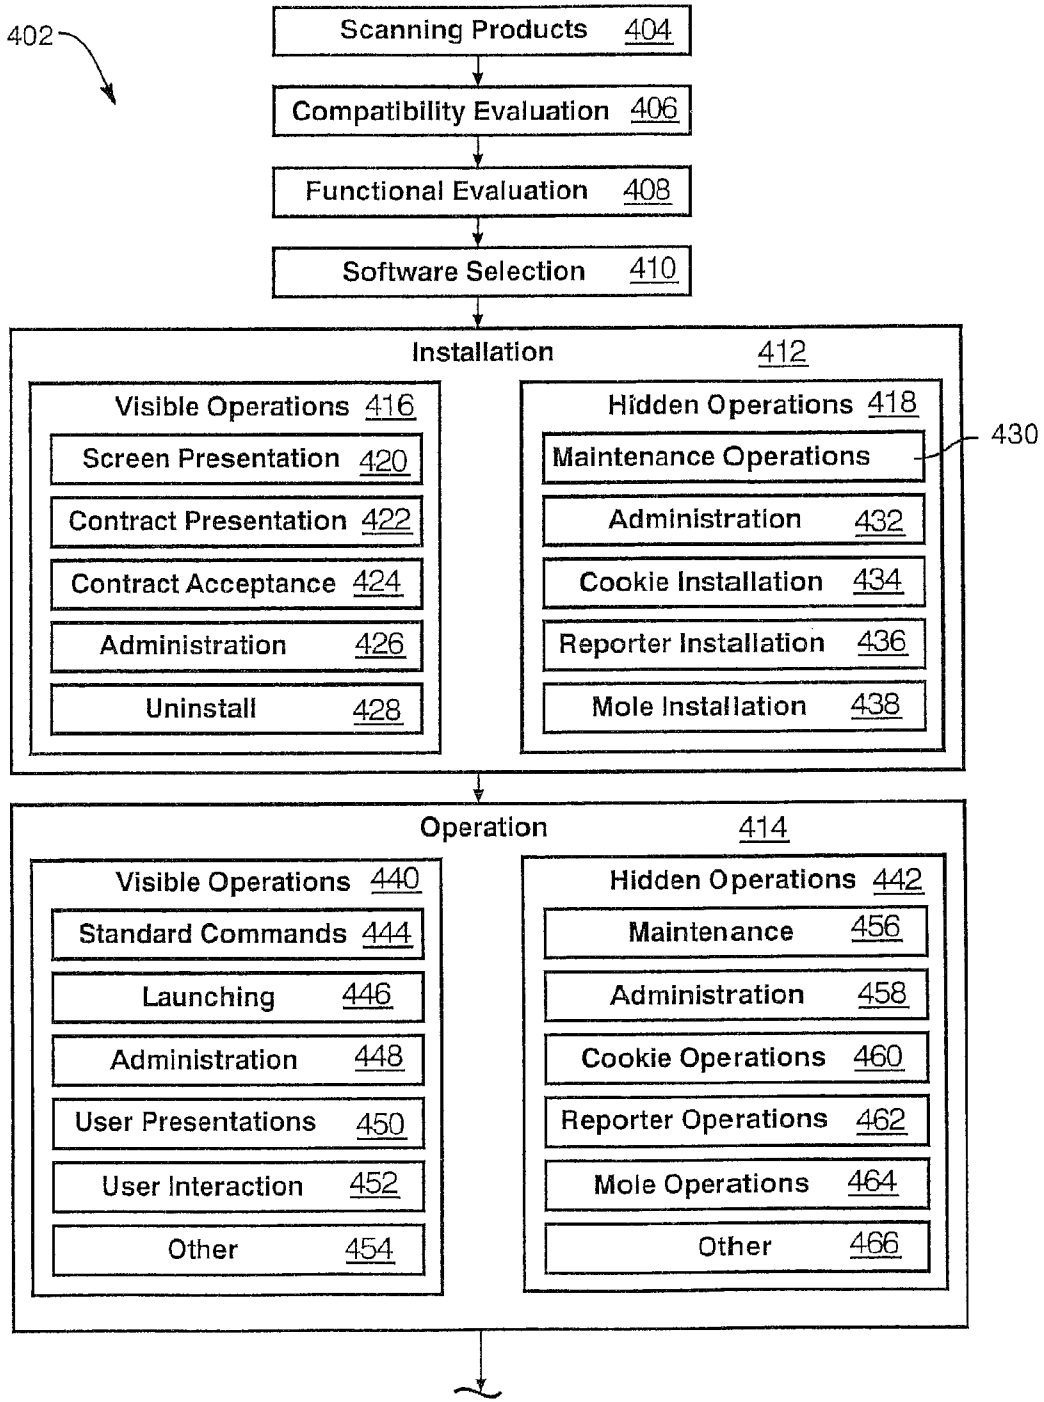 402
Scanning Products 404
Compatibility Evaluation 406
Functional Evaluation 408
Software Selection 410
Installation 412
Visible Operations 416
Screen Presentation 420
Contract Presentation 422
Contract Acceptance 424
Administration 426
Uninstall 428
Hidden Operations 418
Maintenance Operations
430
Administration 432
Cookie Installation 434
Reporter Installation 436
Mole Installation 438
Operation 414
Visible Operations 440
Standard Commands 444
Launching 446
Administration 448
User Presentations 450
User Interaction 452
Other 454
Hidden Operations 442
Maintenance 456
Administration 458
Cookie Operations 460
Reporter Operations 462
Mole Operations 464
Other 466